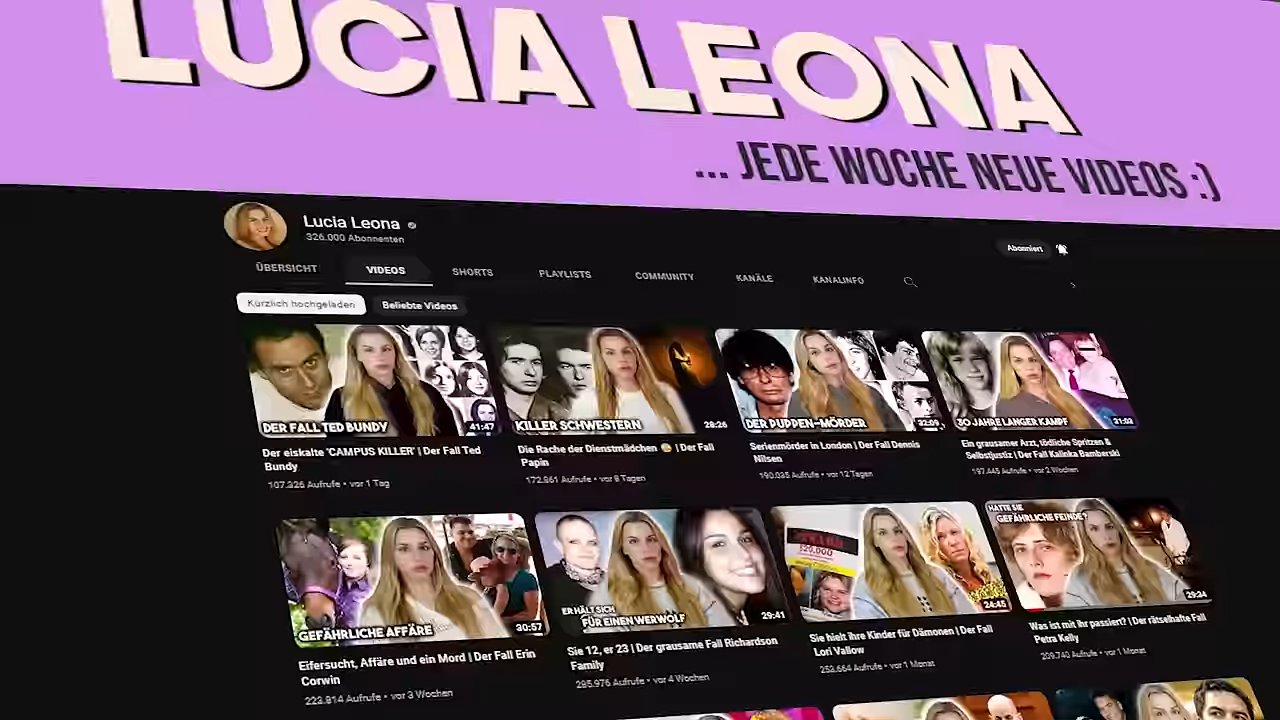 LUCIA LEONA
... JEDE WOCHE NEUE VIDEOS :)
Lucia Leona
326.000 Abonnenten
Abonniert
ÜBERSICHT VIDEOS SHORTS PLAYLISTS COMMUNITY KANÄLE KANALINFO
Kürzlich hochgeladen Beliebte Videos
DER FALL TED BUNDY
41:47
Der eiskalte 'CAMPUS KILLER' | Der Fall Ted
Bundy
107.326 Aufrufe • vor 1 Tag
KILLER SCHWESTERN
28:26
Die Rache der Dienstmädchen 😳 | Der Fall
Papin
172.861 Aufrufe • vor 8 Tagen
DER PUPPEN-MÖRDER
32:09
Serienmörder in London | Der Fall Dennis
Nilsen
190.035 Aufrufe • vor 12 Tagen
30 JAHRE LANGER KAMPF
31:03
Ein grausamer Arzt, tödliche Spritzen &
Selbstjustiz | Der Fall Kalinka Bamberski
197.445 Aufrufe • vor 2 Wochen
GEFÄHRLICHE AFFÄRE
30:57
Eifersucht, Affäre und ein Mord | Der Fall Erin
Corwin
223.814 Aufrufe • vor 3 Wochen
ER HÄLT SICH
FÜR EINEN WERWOLF
29:41
Sie 12, er 23 | Der grausame Fall Richardson
Family
285.976 Aufrufe • vor 4 Wochen
$20,000
24:45
Sie hielt ihre Kinder für Dämonen | Der Fall
Lori Vallow
253.664 Aufrufe • vor 1 Monat
HATTE SIE
GEFÄHRLICHE FEINDE?
29:24
Was ist mit ihr passiert? | Der rätselhafte Fall
Petra Kelly
209.740 Aufrufe • vor 1 Monat